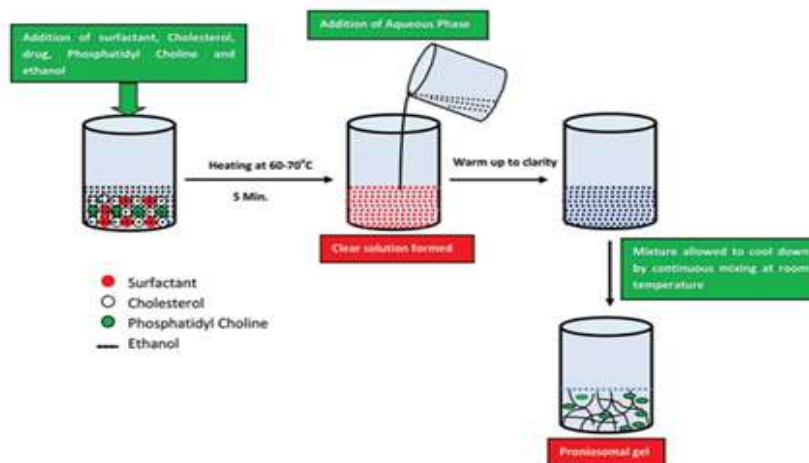 Addition of surfactant, Cholesterol,
drug, Phosphatidyl Choline and
ethanol
Addition of Aqueous Phase
Heating at 60-70°C
5 Min.
Warm up to clarity
Clear solution formed
Mixture allowed to cool down
by continuous mixing at room
temperature
Surfactant
Cholesterol
Phosphatidyl Choline
Ethanol
Proniosomal gel